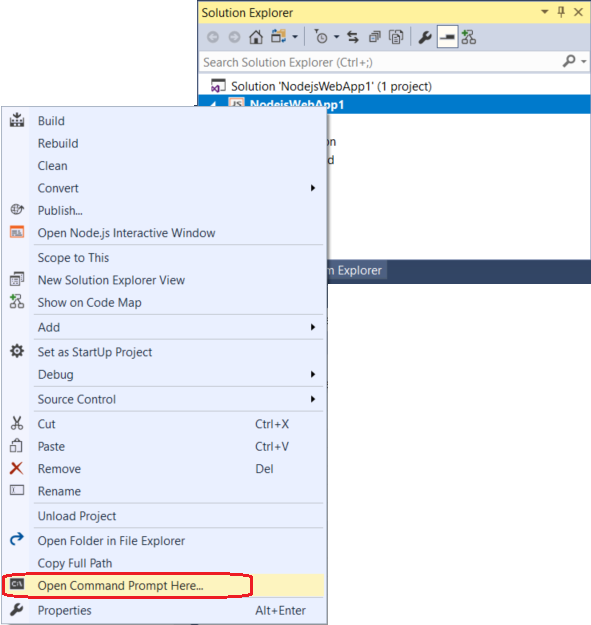 Solution Explorer
Search Solution Explorer (Ctrl+;)
Solution 'NodejsWebApp1' (1 project)
JS NodejsWebApp1
Build
Rebuild
Clean
Convert
Publish...
Open Node.js Interactive Window
Scope to This
New Solution Explorer View
Show on Code Map
Add
Set as StartUp Project
Debug
Source Control
Cut Ctrl+X
Paste Ctrl+V
Remove Del
Rename
Unload Project
Open Folder in File Explorer
Copy Full Path
Open Command Prompt Here...
Properties Alt+Enter
on
d
m Explorer